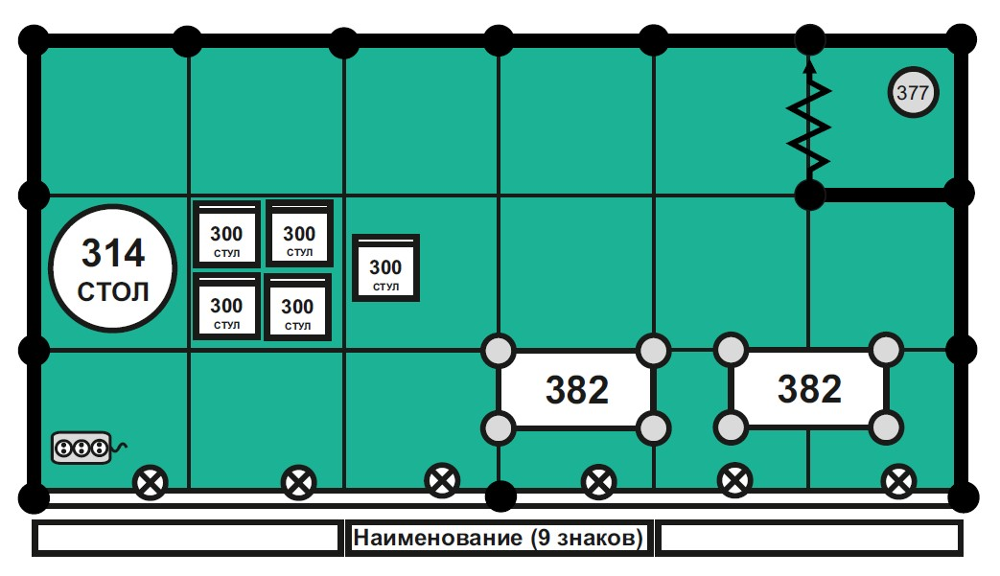 377
314
СТОЛ
300
СТУЛ
300
СТУЛ
300
СТУЛ
300
СТУЛ
300
СТУЛ
382
382
Наименование (9 знаков)